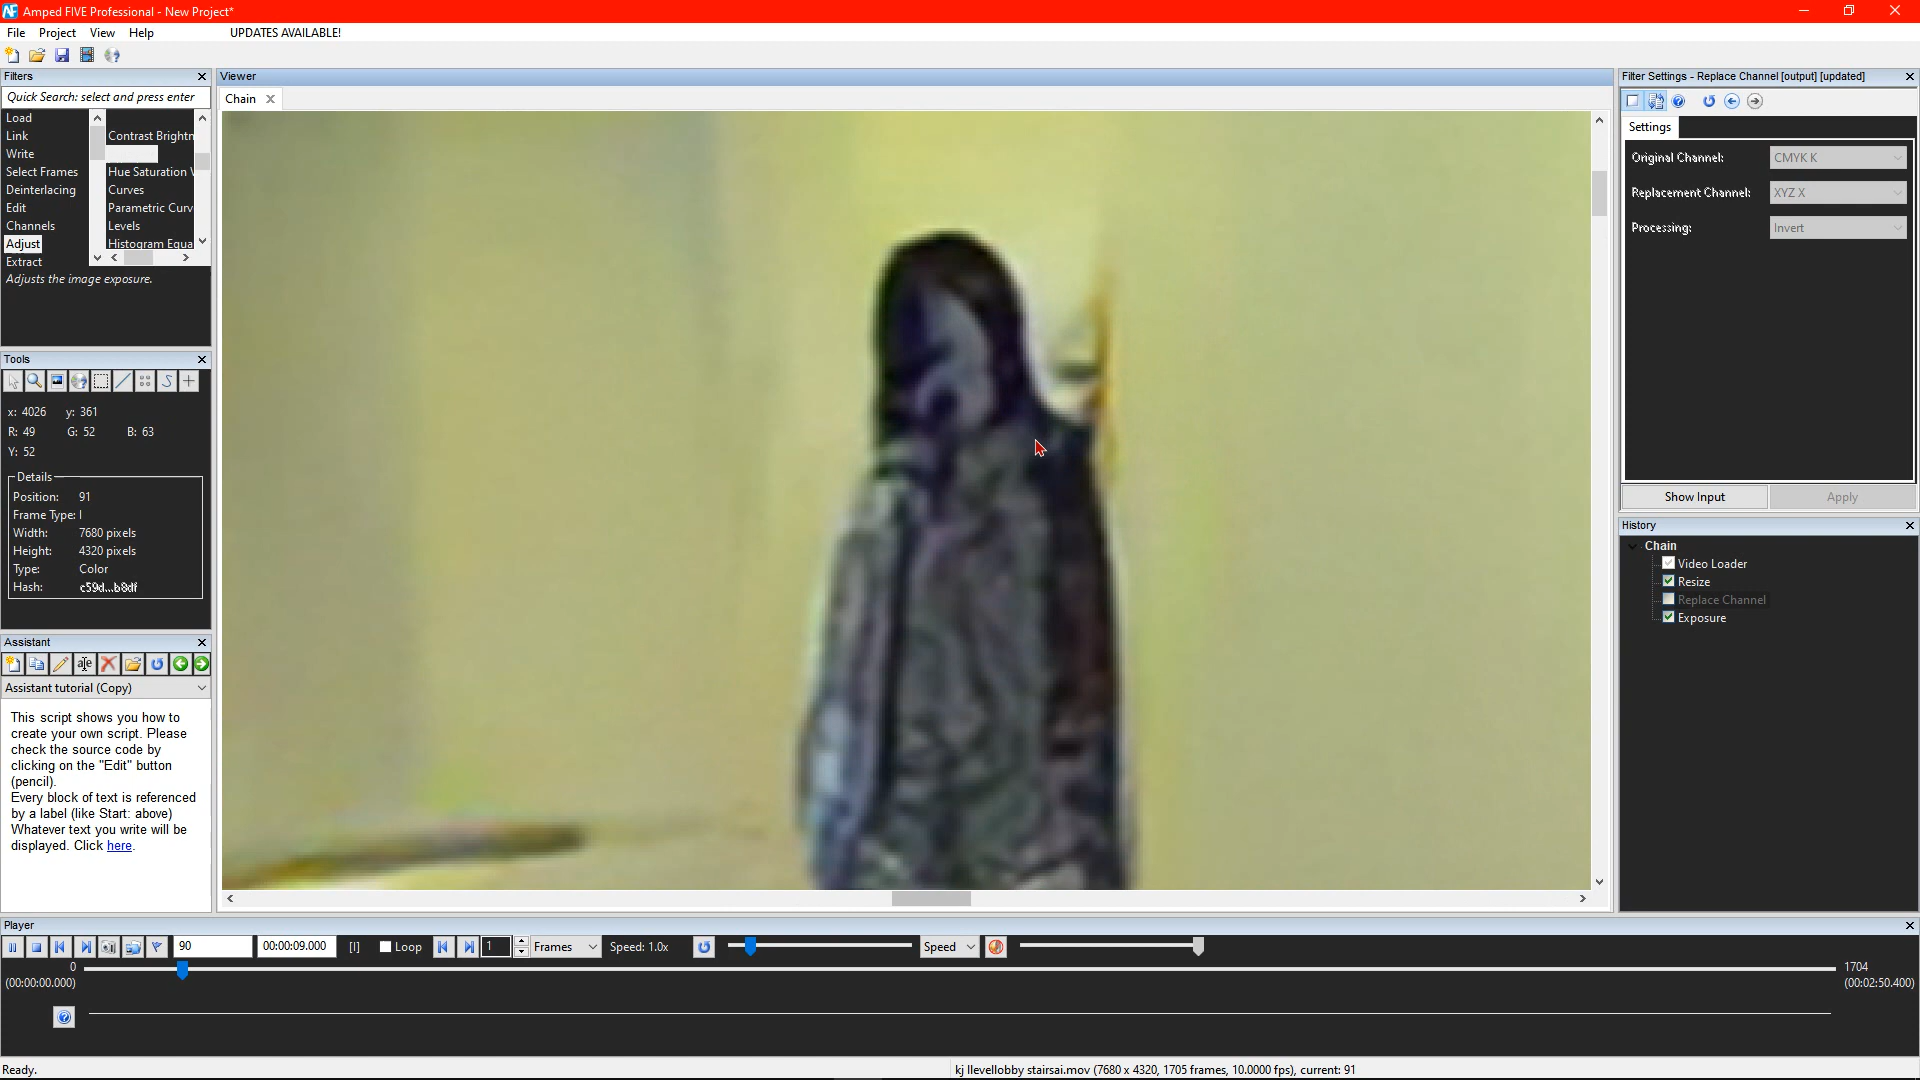 Amped FIVE Professional - New Project*
File Project View Help UPDATES AVAILABLE!
Filters
Quick Search: select and press enter
Load
Link
Write
Select Frames
Deinterlacing
Edit
Channels
Adjust
Extract
Contrast Brightn
Hue Saturation V
Curves
Parametric Curv
Levels
Histogram Equa
Adjusts the image exposure.
Tools
x: 4026 y: 361
R: 49 G: 52 B: 63
Y: 52
Details
Position: 91
Frame Type: I
Width: 7680 pixels
Height: 4320 pixels
Type: Color
Hash: c59d...b8df
Assistant
Assistant tutorial (Copy)
This script shows you how to
create your own script. Please
check the source code by
clicking on the "Edit" button
(pencil).
Every block of text is referenced
by a label (like Start: above)
Whatever text you write will be
displayed. Click here.
Viewer
Chain
Filter Settings - Replace Channel [output] [updated]
Settings
Original Channel: CMYK K
Replacement Channel: XYZ X
Processing: Invert
Show Input Apply
History
Chain
Video Loader
Resize
Replace Channel
Exposure
Player
90 00:00:09.000 [I] Loop 1 Frames Speed: 1.0x Speed
0 1704
(00:00:00.000) (00:02:50.400)
Ready. kj llevellobby stairsai.mov (7680 x 4320, 1705 frames, 10.0000 fps), current: 91